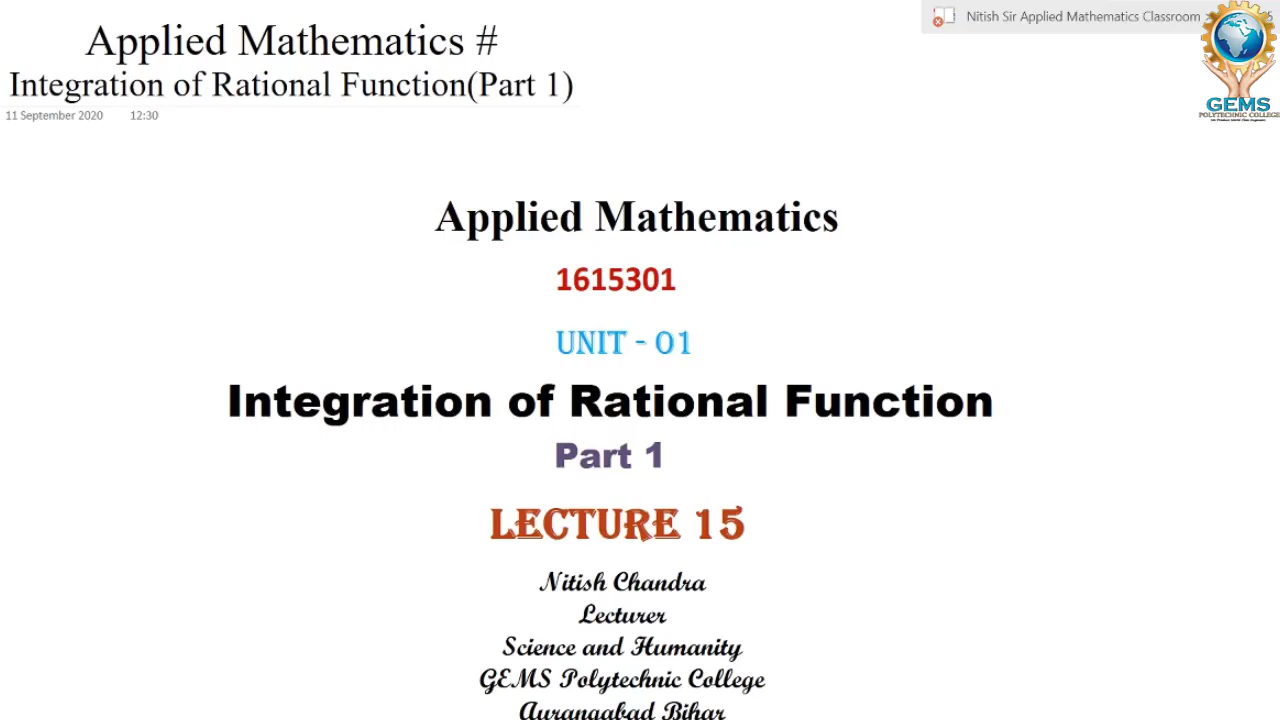 Applied Mathematics #
Integration of Rational Function(Part 1)
11 September 2020 12:30
Nitish Sir Applied Mathematics Classroom
GEMS
POLYTECHNIC COLLEGE
Applied Mathematics
1615301
UNIT - 01
Integration of Rational Function
Part 1
LECTURE 15
Nitish Chandra
Lecturer
Science and Humanity
GEMS Polytechnic College
Aurangabad Bihar